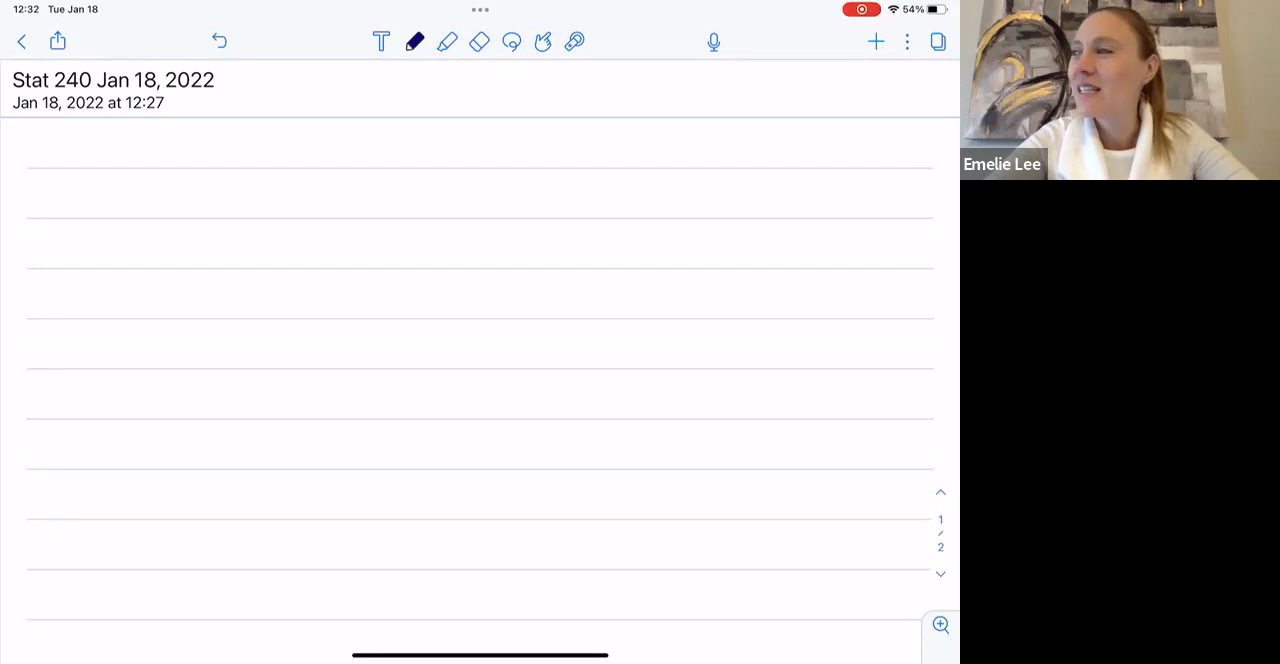 12:32 Tue Jan 18
54%
Stat 240 Jan 18, 2022
Jan 18, 2022 at 12:27
Emelie Lee
1
/
2